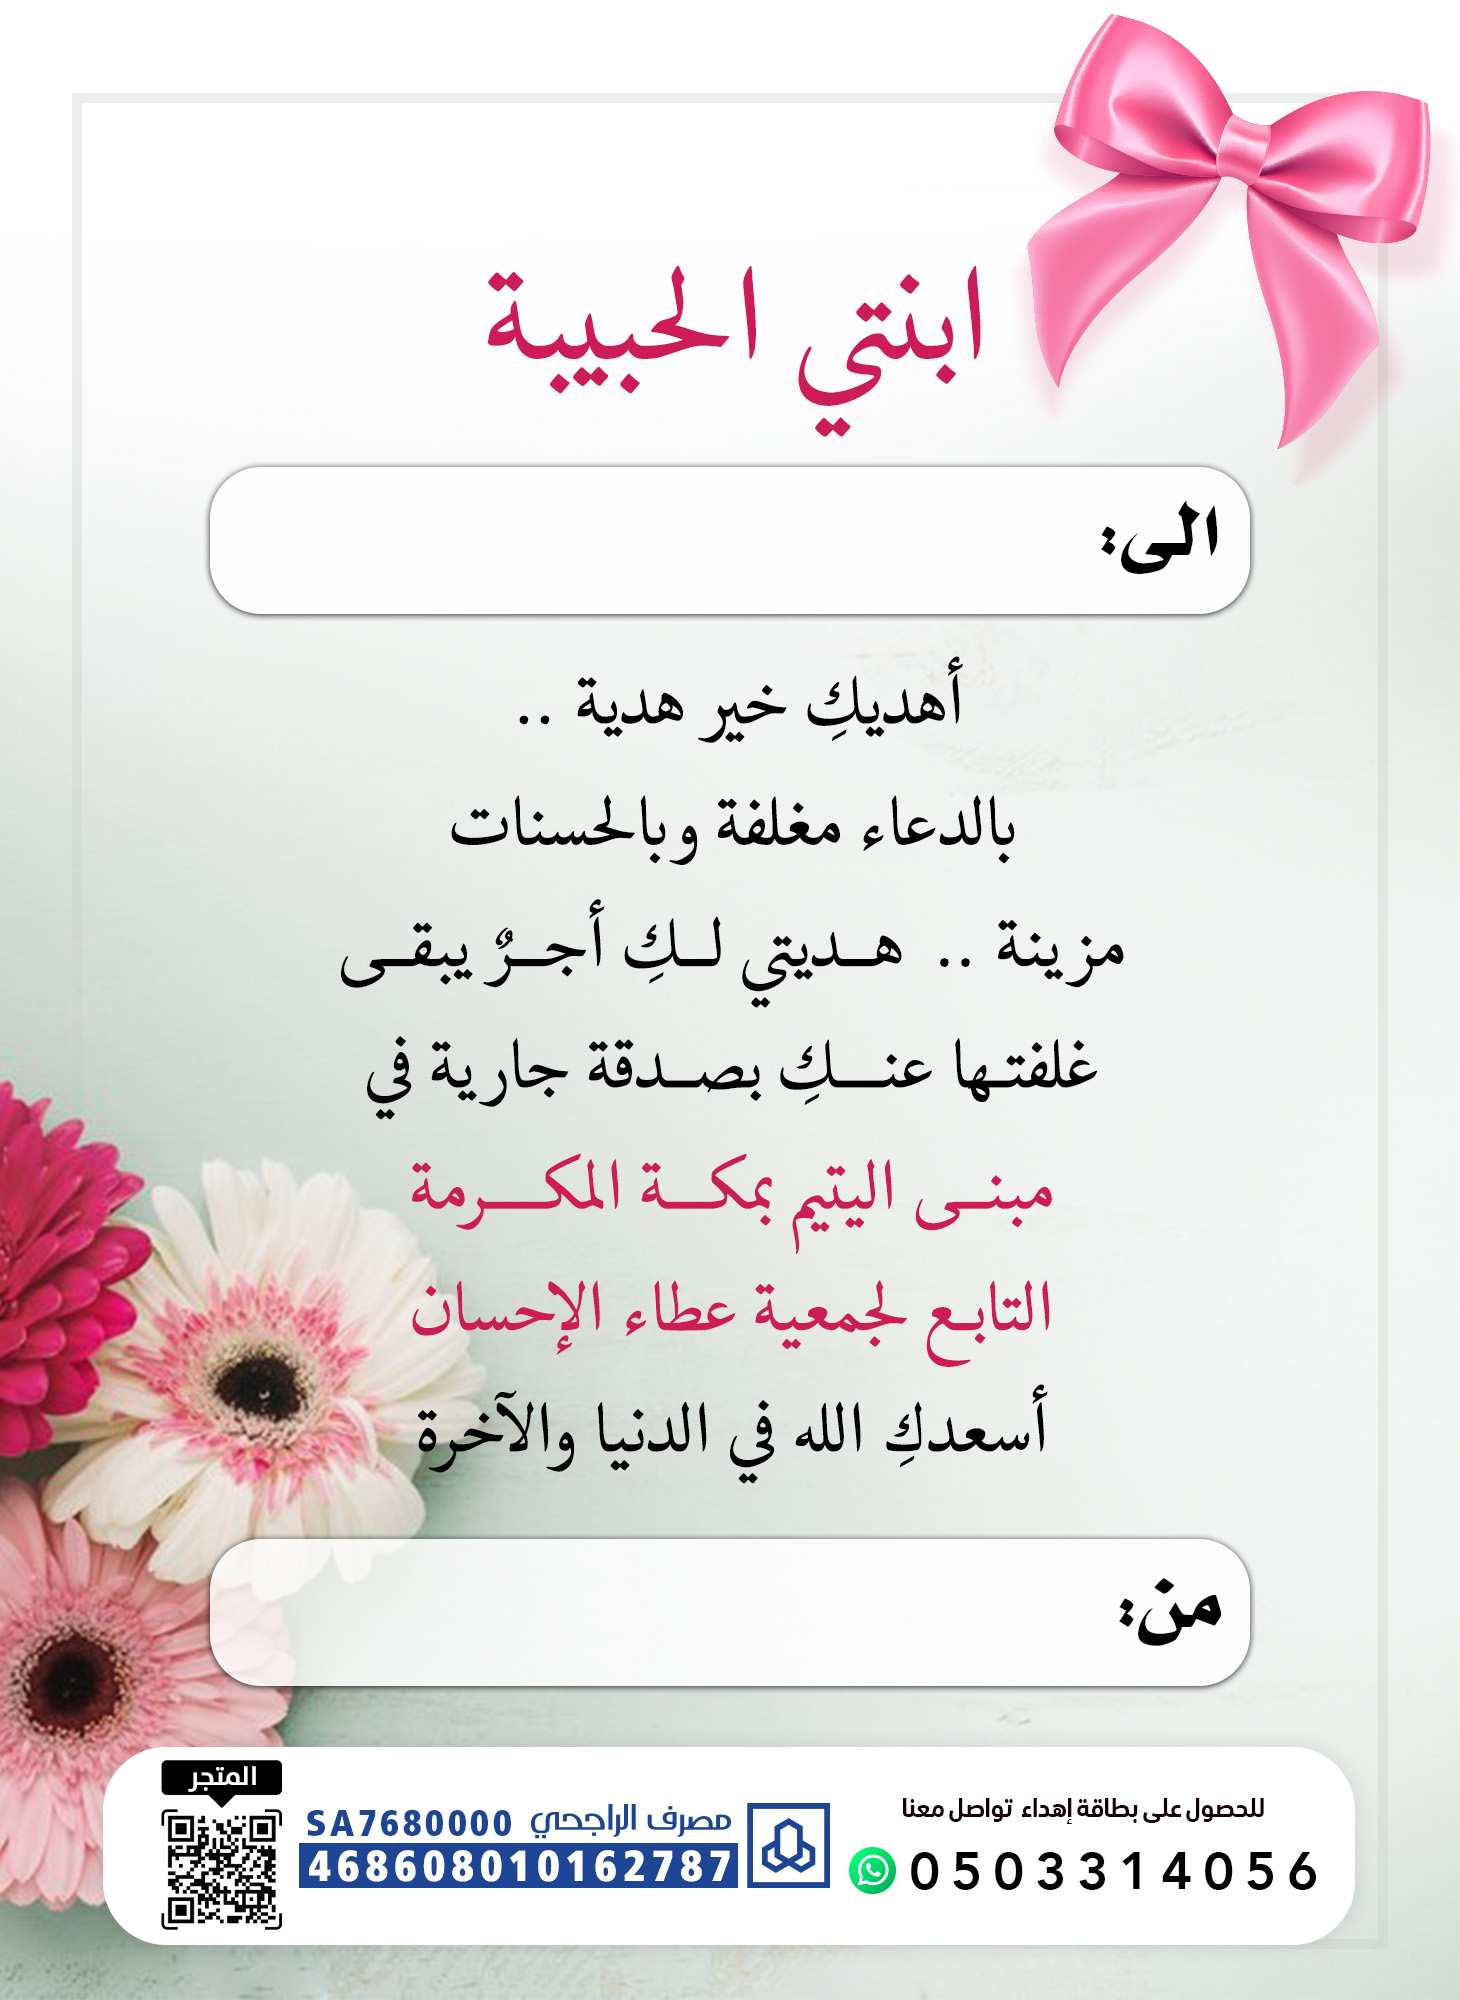 ابنتي الحبيبة
الى:
أهديكِ خير هدية ..
بالدعاء مغلفة وبالحسنات
مزينة .. هـديتي لـكِ أجـرٌ يبقـى
غلفتـها عنــكِ بصـدقة جارية في
مبنـى اليتيم بمكــة المكــرمة
التابـع لجمعية عطاء الإحسان
أسعدكِ الله في الدنيا والآخرة
من:
للحصول على بطاقة إهداء تواصل معنا
0503314056
مصرف الراجحي SA7680000
468608010162787
المتجر